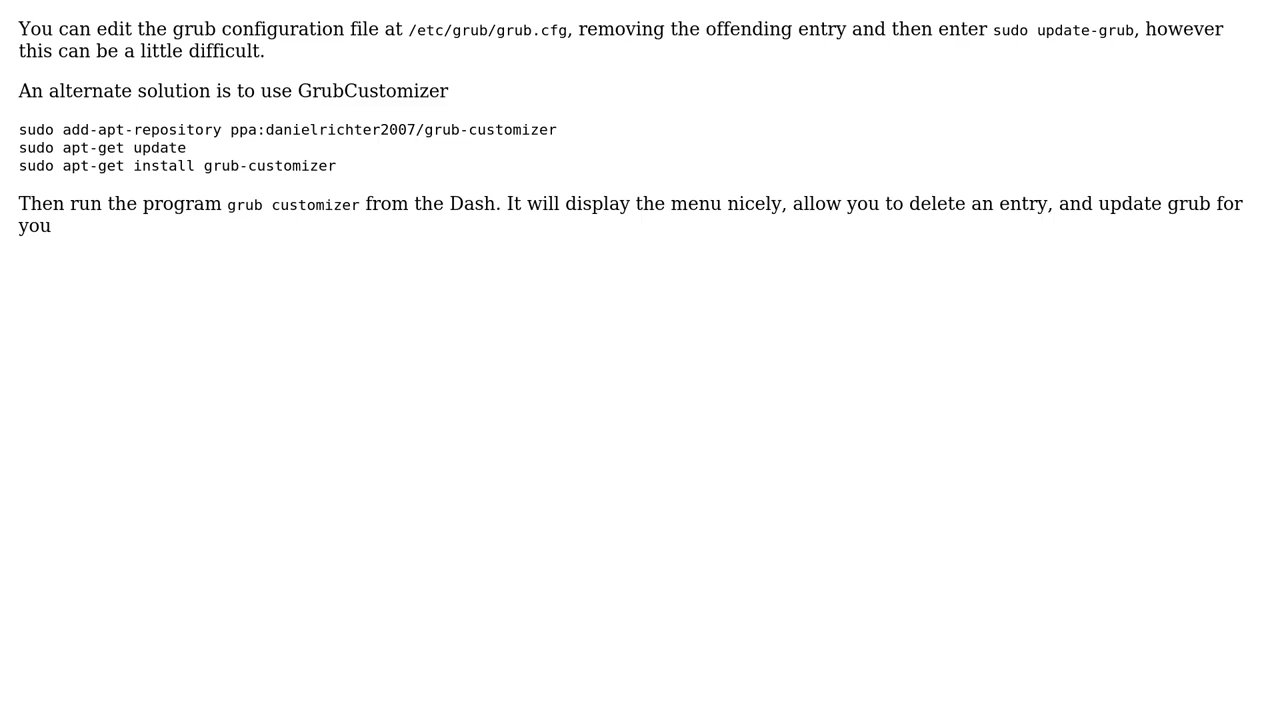 You can edit the grub configuration file at /etc/grub/grub.cfg, removing the offending entry and then enter sudo update-grub, however
this can be a little difficult.
An alternate solution is to use GrubCustomizer
sudo add-apt-repository ppa:danielrichter2007/grub-customizer
sudo apt-get update
sudo apt-get install grub-customizer
Then run the program grub customizer from the Dash. It will display the menu nicely, allow you to delete an entry, and update grub for
you